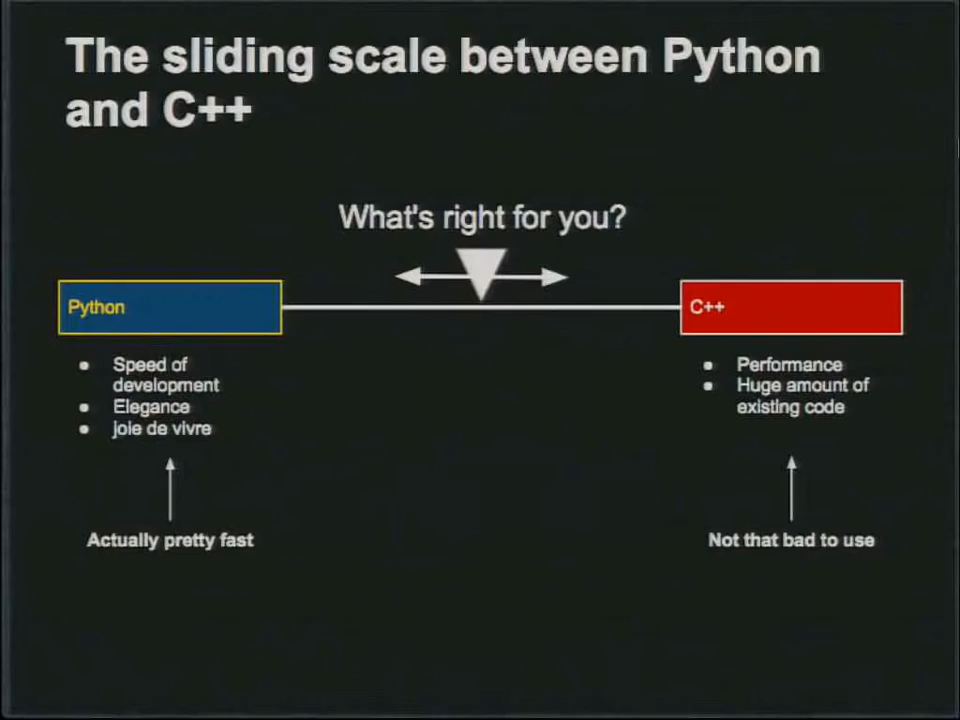 The sliding scale between Python
and C++
What's right for you?
Python
C++
● Speed of
development
● Elegance
● joie de vivre
● Performance
● Huge amount of
existing code
Actually pretty fast
Not that bad to use